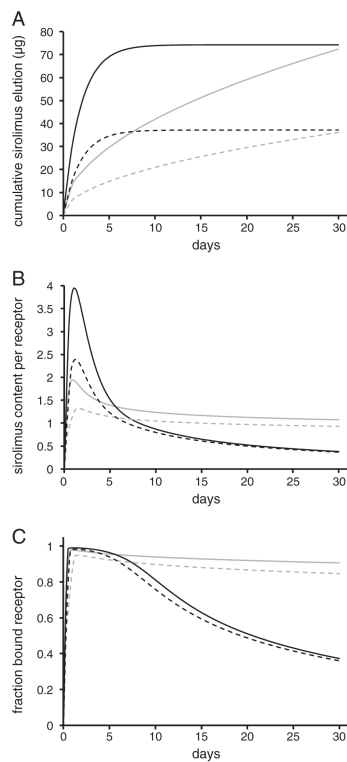 A
cumulative sirolimus elution (µg)
80
70
60
50
40
30
20
10
0
0 5 10 15 20 25 30
days
B
sirolimus content per receptor
4
3.5
3
2.5
2
1.5
1
0.5
0
0 5 10 15 20 25 30
days
C
fraction bound receptor
1
0.8
0.6
0.4
0.2
0
0 5 10 15 20 25 30
days